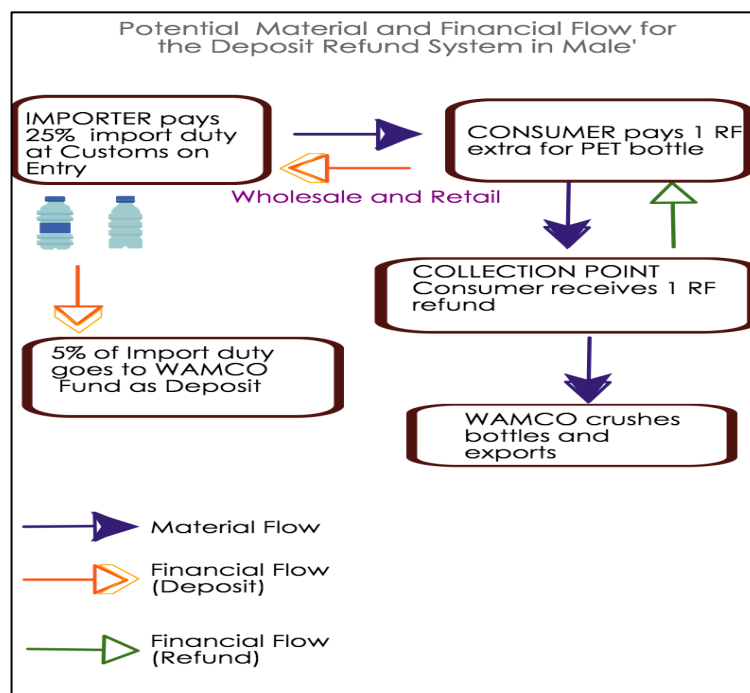 Potential Material and Financial Flow for
the Deposit Refund System in Male'
IMPORTER pays
25% import duty
at Customs on
Entry
CONSUMER pays 1 RF
extra for PET bottle
Wholesale and Retail
COLLECTION POINT
Consumer receives 1 RF
refund
5% of Import duty
goes to WAMCO
Fund as Deposit
WAMCO crushes
bottles and
exports
Material Flow
Financial Flow
(Deposit)
Financial Flow
(Refund)